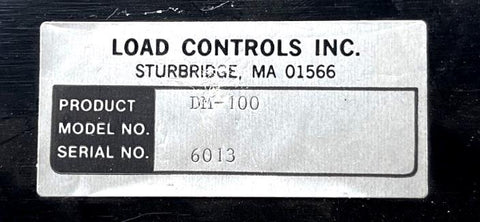 LOAD CONTROLS INC.
STURBRIDGE, MA 01566
PRODUCT DM-100
MODEL NO.
SERIAL NO. 6013